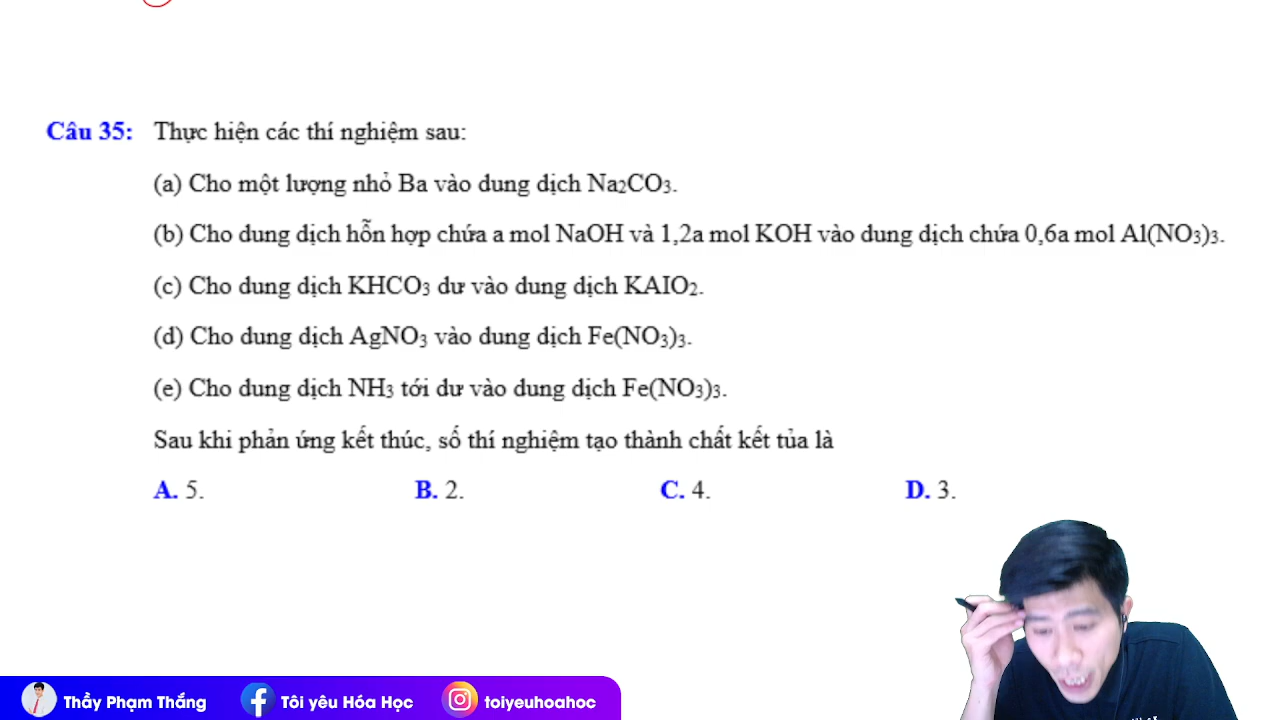 Câu 35: Thực hiện các thí nghiệm sau:
(a) Cho một lượng nhỏ Ba vào dung dịch Na2CO3.
(b) Cho dung dịch hỗn hợp chứa a mol NaOH và 1,2a mol KOH vào dung dịch chứa 0,6a mol Al(NO3)3.
(c) Cho dung dịch KHCO3 dư vào dung dịch KAIO2.
(d) Cho dung dịch AgNO3 vào dung dịch Fe(NO3)3.
(e) Cho dung dịch NH3 tới dư vào dung dịch Fe(NO3)3.
Sau khi phản ứng kết thúc, số thí nghiệm tạo thành chất kết tủa là
A. 5. B. 2. C. 4. D. 3.
Thầy Phạm Thắng Tôi yêu Hóa Học toiyeuhoahoc